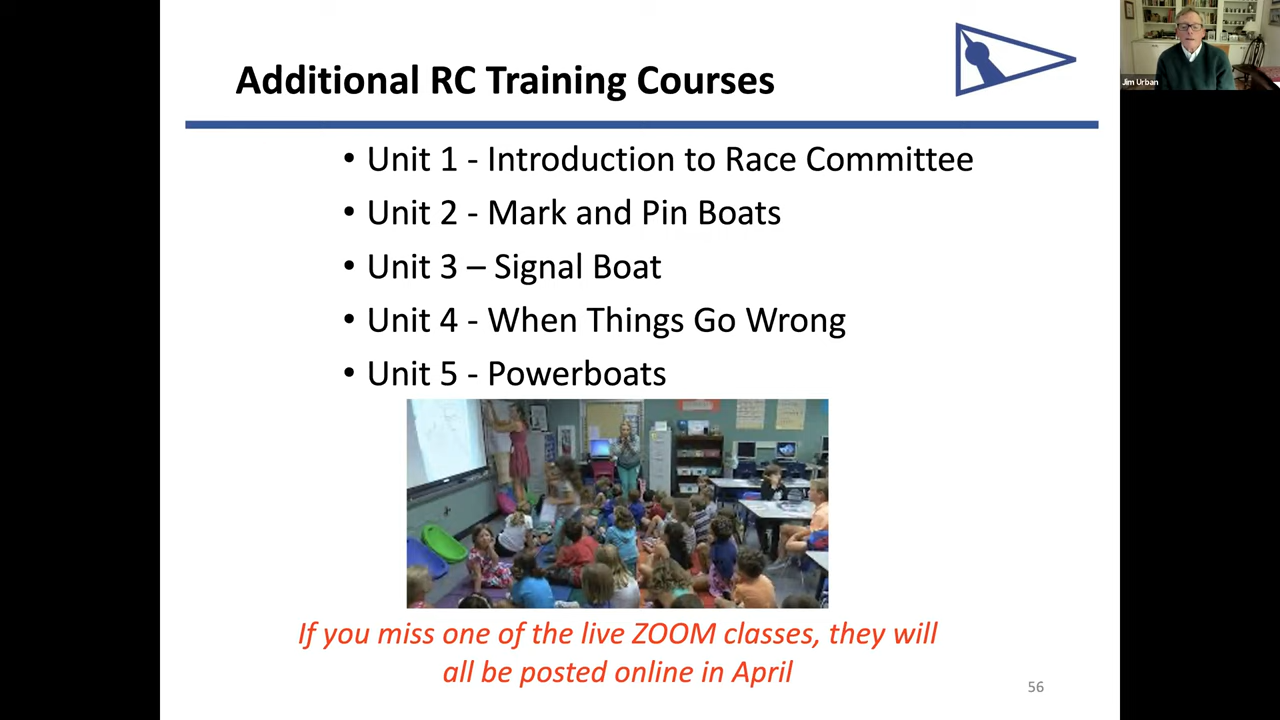 Additional RC Training Courses
Jim Urban
• Unit 1 - Introduction to Race Committee
• Unit 2 - Mark and Pin Boats
• Unit 3 – Signal Boat
• Unit 4 - When Things Go Wrong
• Unit 5 - Powerboats
If you miss one of the live ZOOM classes, they will
all be posted online in April
56